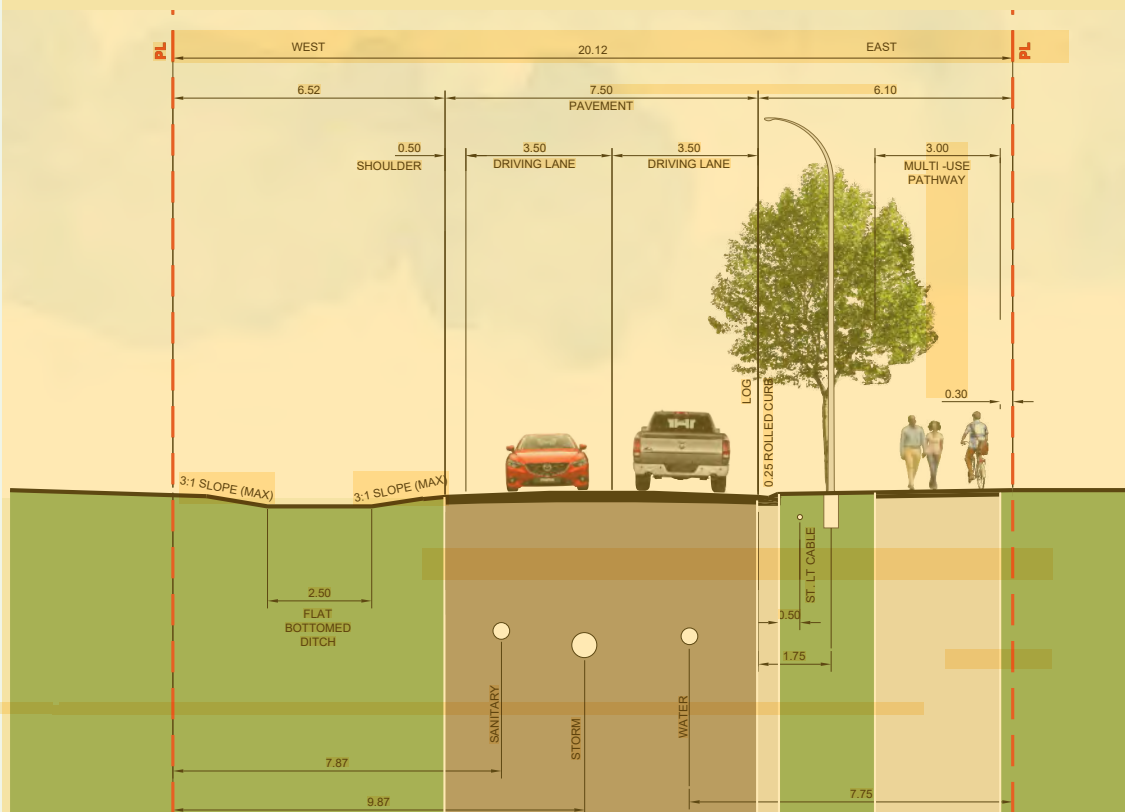 PL
WEST
20.12
EAST
PL
6.52
7.50
6.10
PAVEMENT
0.50
SHOULDER
3.50
DRIVING LANE
3.50
DRIVING LANE
3.00
MULTI -USE
PATHWAY
LOG
0.25 ROLLED CURB
0.30
3:1 SLOPE (MAX)
3:1 SLOPE (MAX)
2.50
FLAT
BOTTOMED
DITCH
ST. LT CABLE
0.50
1.75
SANITARY
STORM
WATER
7.87
9.87
7.75